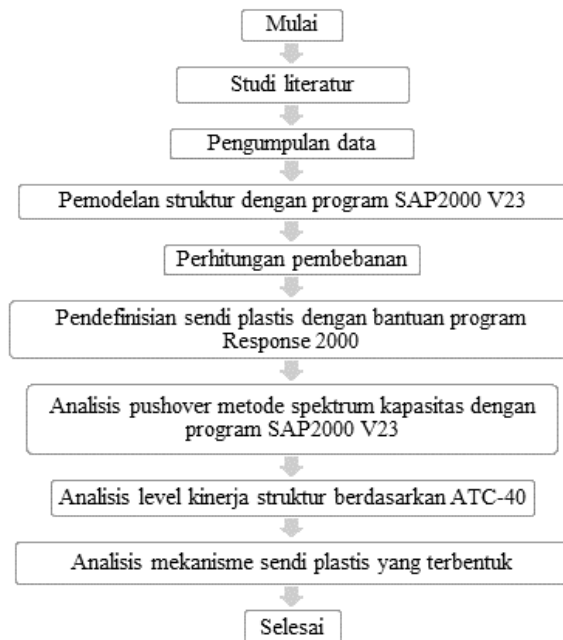 Mulai
Studi literatur
Pengumpulan data
Pemodelan struktur dengan program SAP2000 V23
Perhitungan pembebanan
Pendefinisian sendi plastis dengan bantuan program
Response 2000
Analisis pushover metode spektrum kapasitas dengan
program SAP2000 V23
Analisis level kinerja struktur berdasarkan ATC-40
Analisis mekanisme sendi plastis yang terbentuk
Selesai